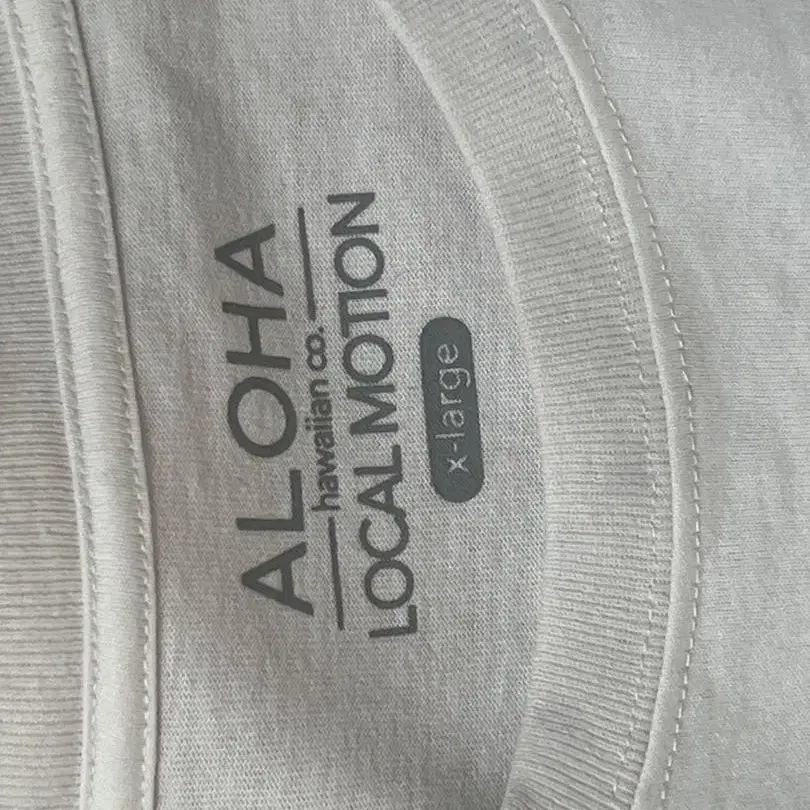 ALOHA
hawaiian co.
LOCAL MOTION
x-large